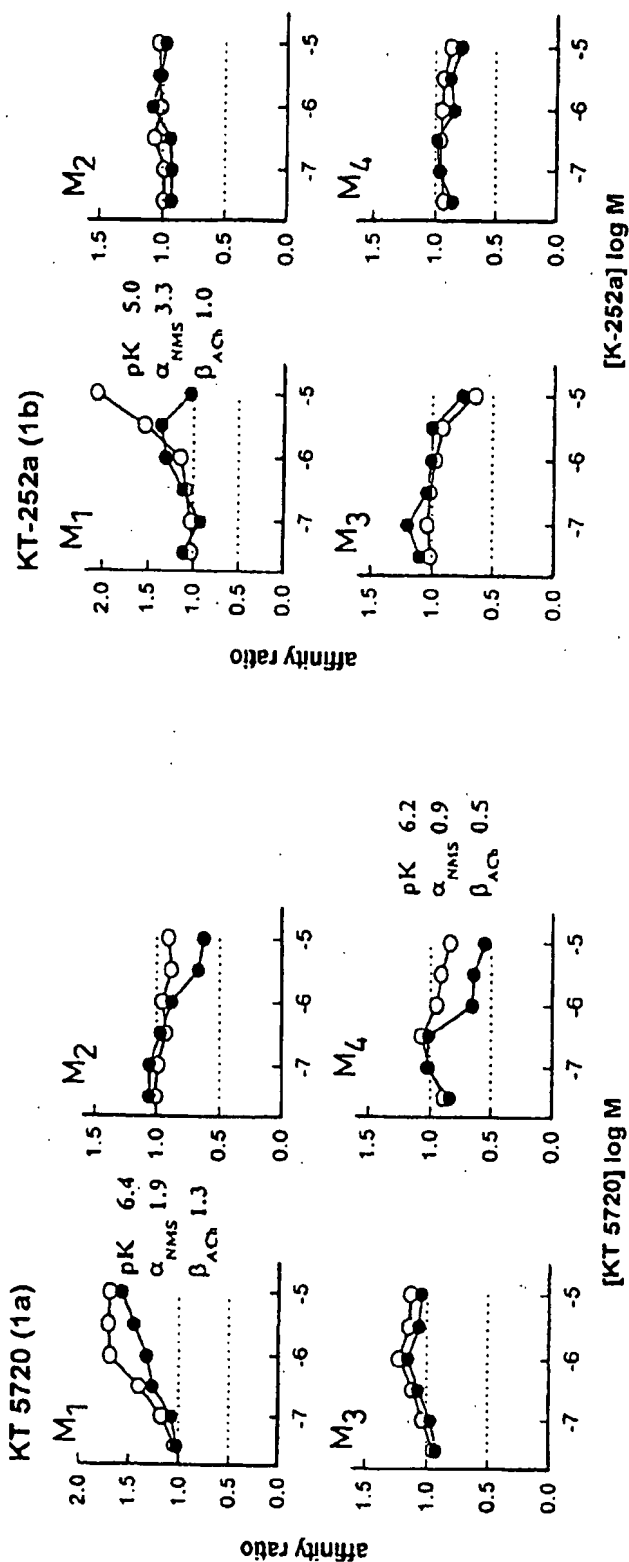 KT 5720 (1a)
M1
2.0
1.5
1.0
0.5
0.0
-7
-6
-5
pK 6.4
αNMS 1.9
βACh 1.3
M2
1.5
1.0
0.5
0.0
-7
-6
-5
M3
1.5
1.0
0.5
0.0
-7
-6
-5
M4
1.5
1.0
0.5
0.0
-7
-6
-5
pK 6.2
αNMS 0.9
βACh 0.5
affinity ratio
[KT 5720] log M
KT-252a (1b)
M1
2.0
1.5
1.0
0.5
0.0
-7
-6
-5
pK 5.0
αNMS 3.3
βACh 1.0
M2
1.5
1.0
0.5
0.0
-7
-6
-5
M3
1.5
1.0
0.5
0.0
-7
-6
-5
M4
1.5
1.0
0.5
0.0
-7
-6
-5
affinity ratio
[K-252a] log M